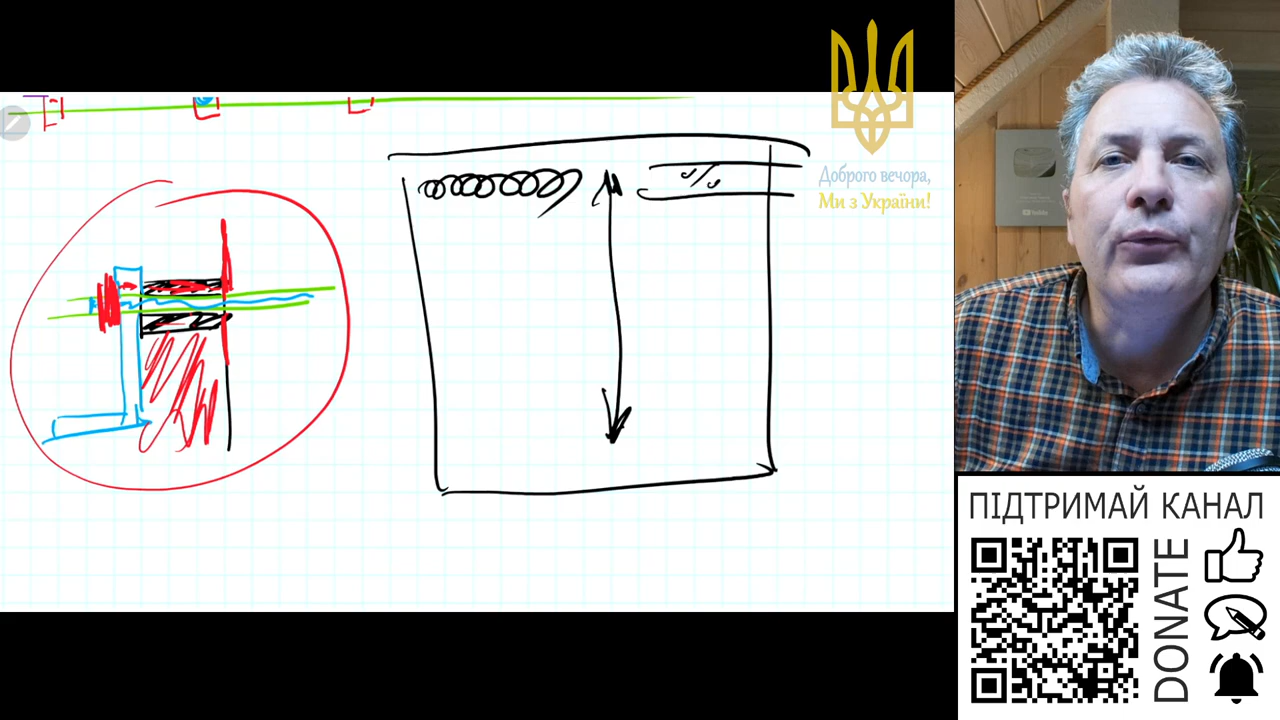 Доброго вечора,
Ми з України!
ПІДТРИМАЙ КАНАЛ
DONATE